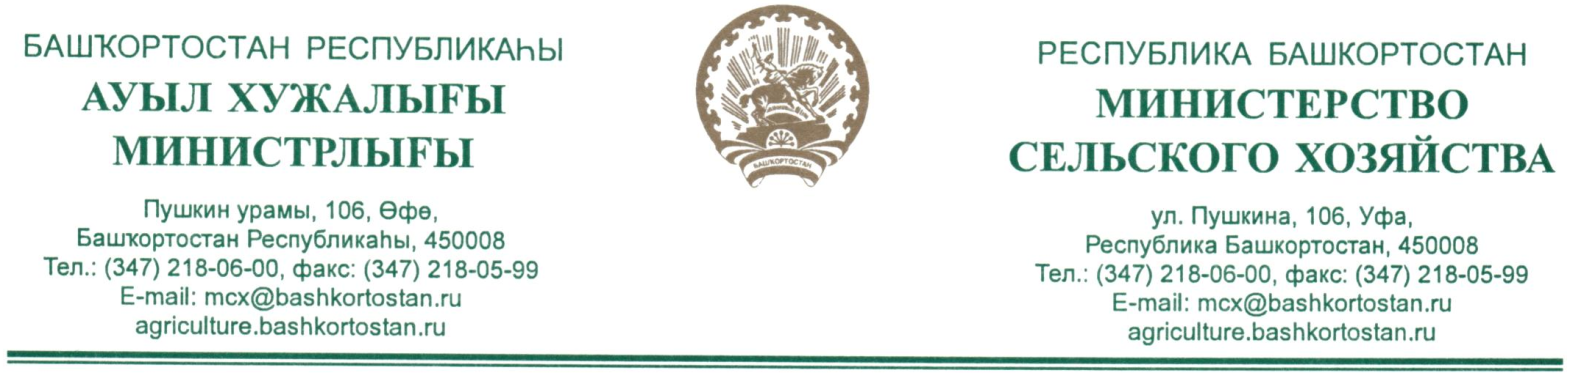 БАШҠОРТОСТАН РЕСПУБЛИКАҺЫ
АУЫЛ ХУЖАЛЫҒЫ
МИНИСТРЛЫҒЫ
Пушкин урамы, 106, Өфө,
Башҡортостан Республикаһы, 450008
Тел.: (347) 218-06-00, факс: (347) 218-05-99
E-mail: mcx@bashkortostan.ru
agriculture.bashkortostan.ru
БАШҠОРТОСТАН
РЕСПУБЛИКА БАШКОРТОСТАН
МИНИСТЕРСТВО
СЕЛЬСКОГО ХОЗЯЙСТВА
ул. Пушкина, 106, Уфа,
Республика Башкортостан, 450008
Тел.: (347) 218-06-00, факс: (347) 218-05-99
E-mail: mcx@bashkortostan.ru
agriculture.bashkortostan.ru